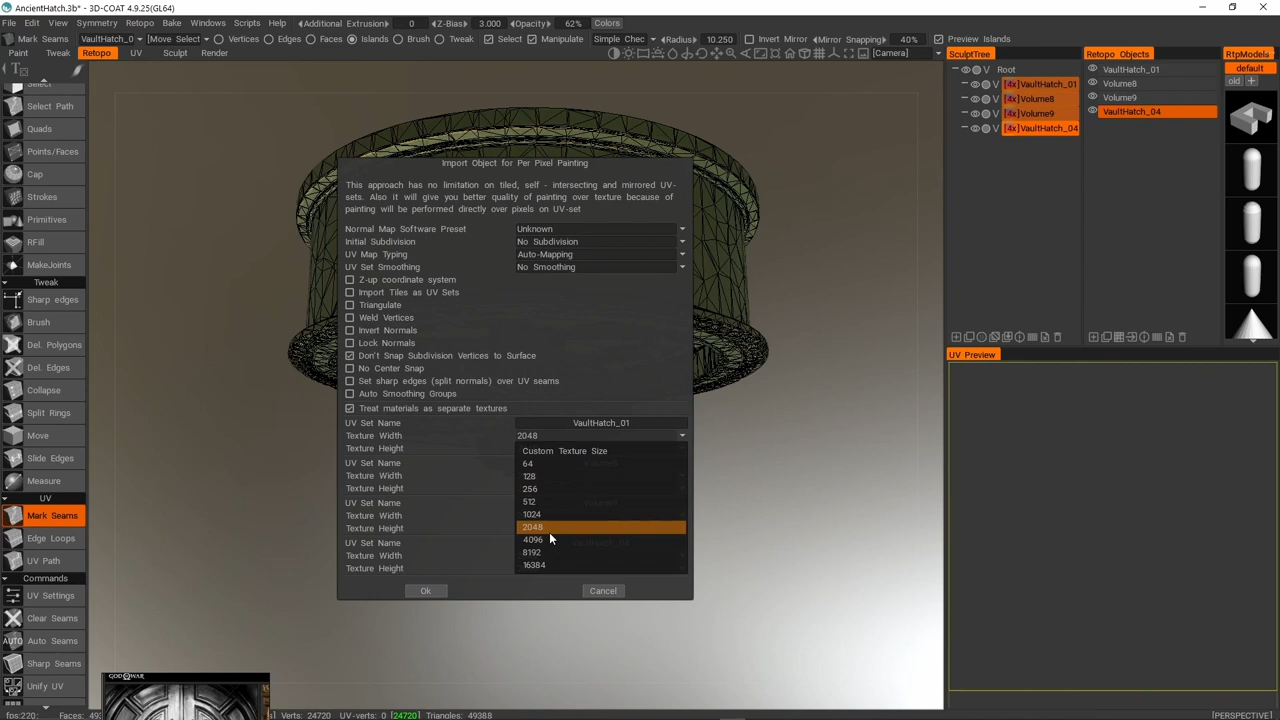 AncientHatch.3b* - 3D-COAT 4.9.25(GL64)
File Edit View Symmetry Retopo Bake Windows Scripts Help Additional Extrusion: 0 Z-Bias: 3.000 Opacity: 62% Colors
Mark Seams VaultHatch_0 [Move Select Vertices Edges Faces Islands Brush Tweak Select Manipulate Simple Chec Radius: 10.250 Invert Mirror Mirror Snapping: 40% Preview Islands
Paint Tweak Retopo UV Sculpt Render [Camera]
Select
Select Path
Quads
Points/Faces
Cap
Strokes
Primitives
RFill
MakeJoints
Tweak
Sharp edges
Brush
Del. Polygons
Del. Edges
Collapse
Split Rings
Move
Slide Edges
Measure
UV
Mark Seams
Edge Loops
UV Path
Commands
UV Settings
Clear Seams
AUTO Auto Seams
Sharp Seams
Unify UV
Import Object for Per Pixel Painting
This approach has no limitation on tiled, self - intersecting and mirrored UV-
sets. Also it will give you better quality of painting over texture because of
painting will be performed directly over pixels on UV-set
Normal Map Software Preset Unknown
Initial Subdivision No Subdivision
UV Map Typing Auto-Mapping
UV Set Smoothing No Smoothing
Z-up coordinate system
Import Tiles as UV Sets
Triangulate
Weld Vertices
Invert Normals
Lock Normals
Don't Snap Subdivision Vertices to Surface
No Center Snap
Set sharp edges (split normals) over UV seams
Auto Smoothing Groups
Treat materials as separate textures
UV Set Name VaultHatch_01
Texture Width 2048
Texture Height
UV Set Name
Texture Width
Texture Height
UV Set Name
Texture Width
Texture Height
UV Set Name
Texture Width
Texture Height
Custom Texture Size
64
128
256
512
1024
2048
4096
8192
16384
Ok Cancel
SculptTree
Root
[4x]VaultHatch_01
[4x]Volume8
[4x]Volume9
[4x]VaultHatch_04
Retopo Objects
VaultHatch_01
Volume8
Volume9
VaultHatch_04
RtpModels
default
old
UV Preview
GOD WAR
fps:220; Faces: 493 Verts: 24720 UV-verts: 0 [24720] Triangles: 49388 [PERSPECTIVE]